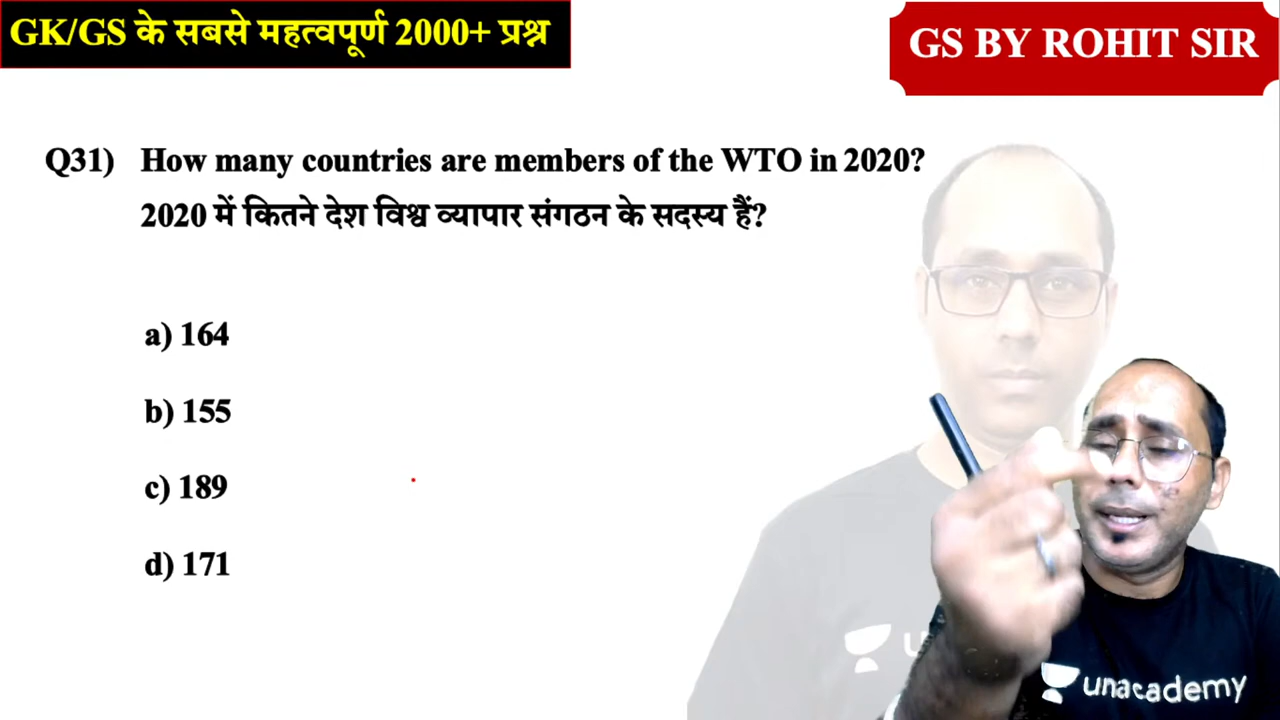 GK/GS के सबसे महत्वपूर्ण 2000+ प्रश्न
GS BY ROHIT SIR
Q31) How many countries are members of the WTO in 2020?
2020 में कितने देश विश्व व्यापार संगठन के सदस्य हैं?
a) 164
b) 155
c) 189
d) 171
unacademy